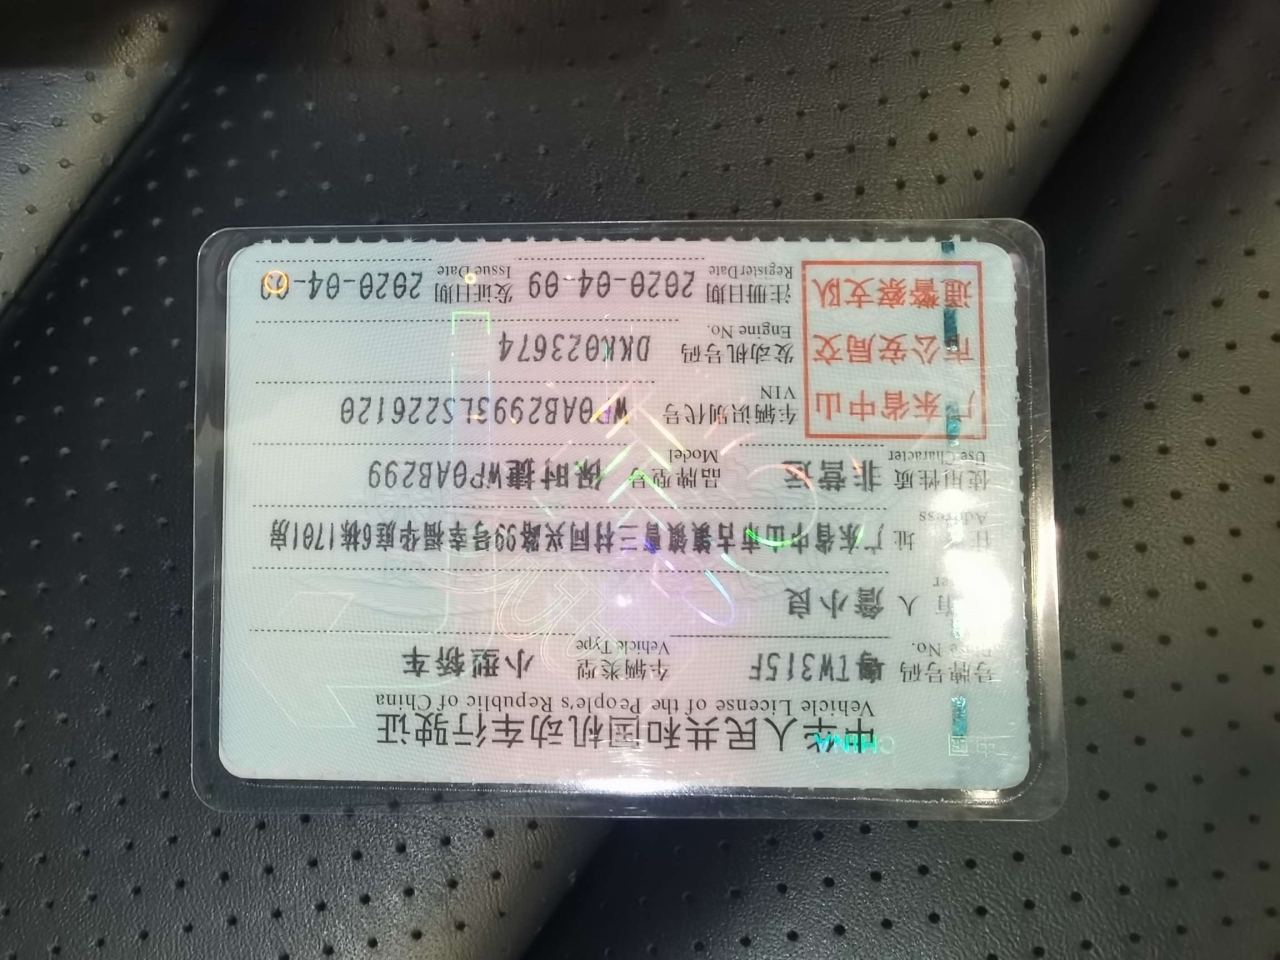 中华人民共和国机动车行驶证
Vehicle License of the People's Republic of China
号牌号码 粤TW315F 车辆类型 小型轿车
Plate No. Vehicle Type
有 人 詹小良
住 址 广东省中山市古镇镇曹三村同兴路99号幸福华庭6栋1701房
Address
使用性质 非营运 品牌型号 保时捷WP0AB299
Use Character Model
广东省中山
市公安局交
通警察支队
车辆识别代号 WP0AB2993LS226120
VIN
发动机号码 DKK023674
Engine No.
注册日期 2020-04-09 发证日期 2020-04-09
Register Date Issue Date
中国
CHINA